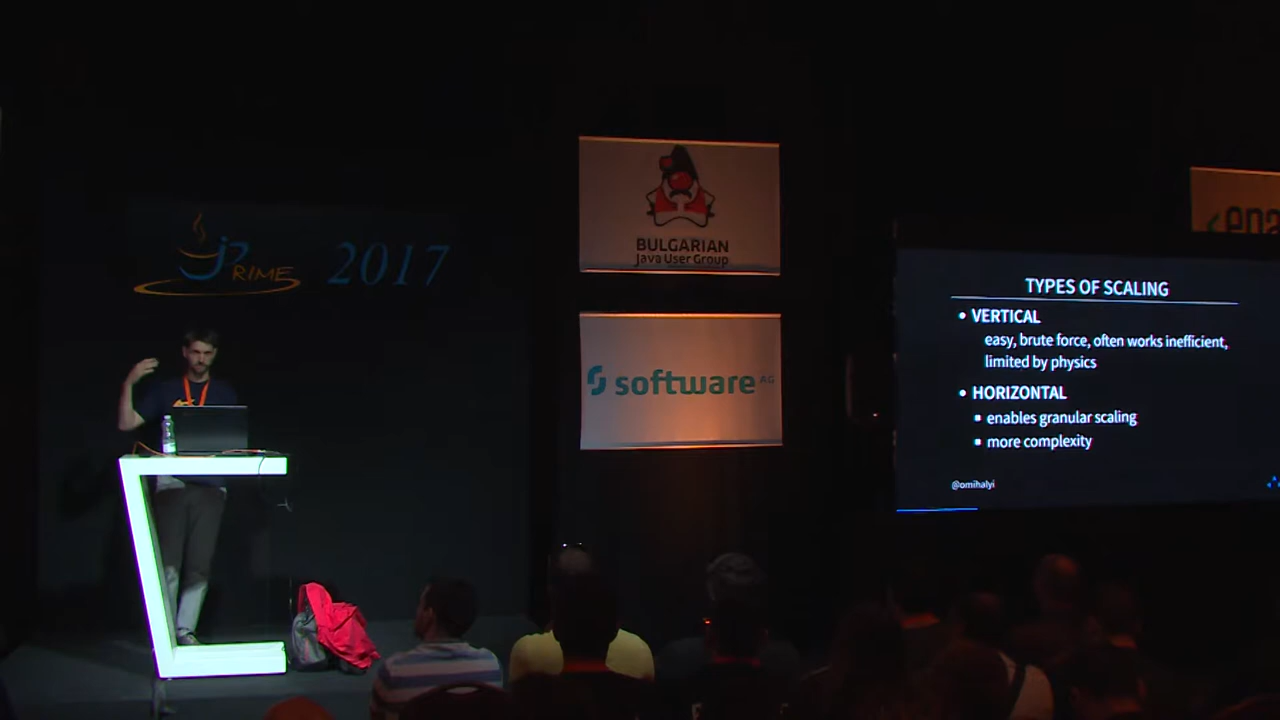 jPRIME 2017
BULGARIAN
Java User Group
software AG
TYPES OF SCALING
• VERTICAL
easy, brute force, often works inefficient,
limited by physics
• HORIZONTAL
▪ enables granular scaling
▪ more complexity
@omihalyi